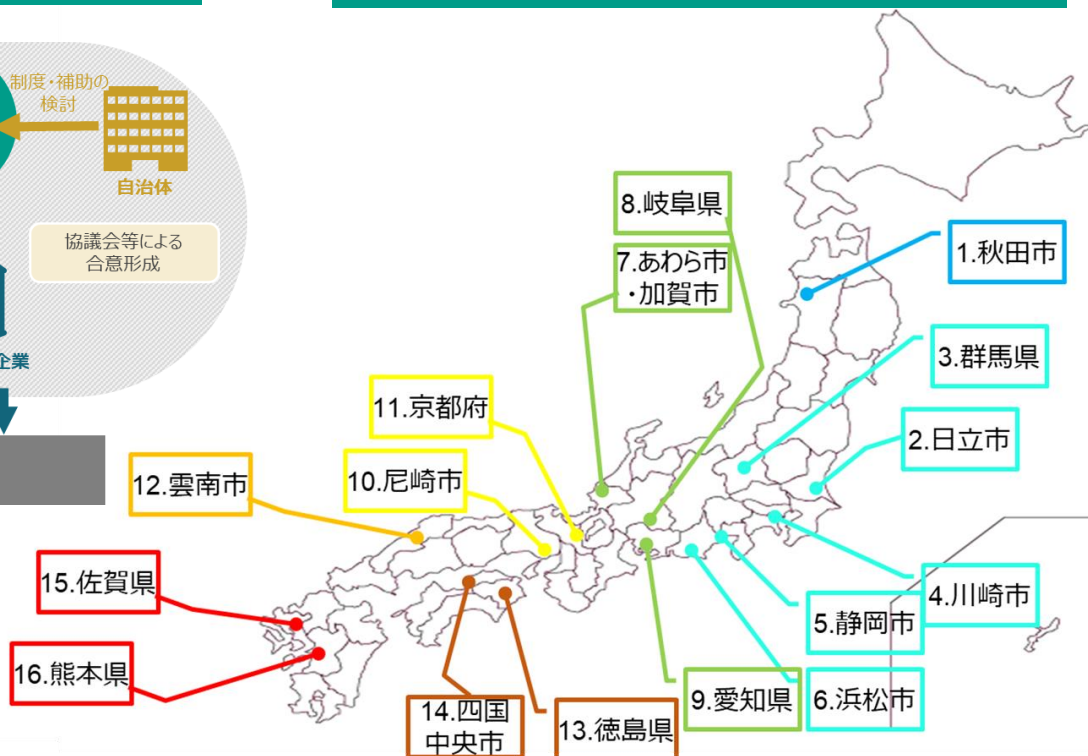 制度・補助の
検討
自治体
協議会等による
合意形成
企業
8.岐阜県
7.あわら市
・加賀市
1.秋田市
3.群馬県
2.日立市
11.京都府
10.尼崎市
12.雲南市
15.佐賀県
16.熊本県
4.川崎市
5.静岡市
9.愛知県
6.浜松市
14.四国
中央市
13.徳島県